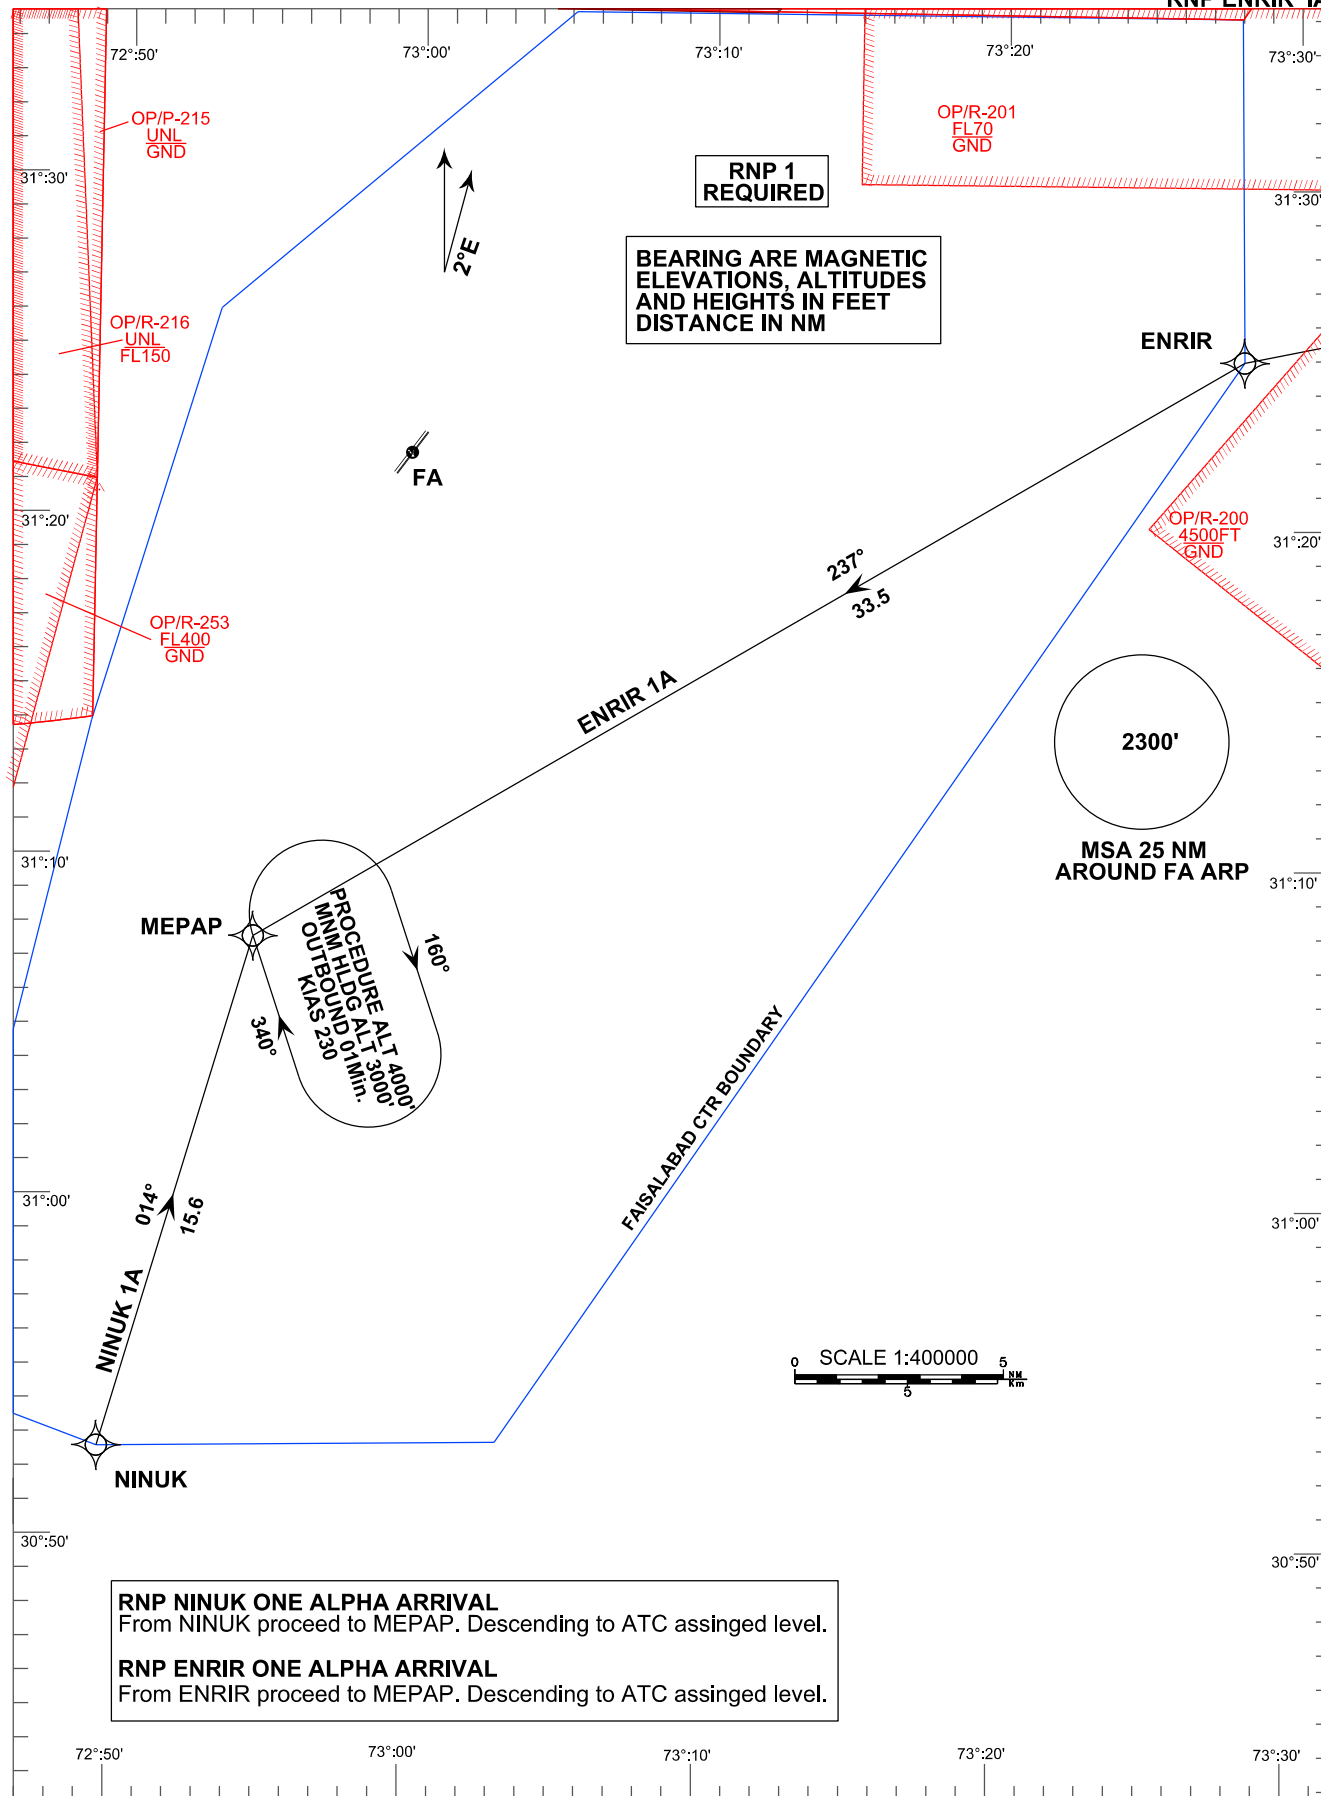 RNP ENRIR 1A
72°:50'
73°:00'
73°:10'
73°:20'
73°:30'
OP/P-215
UNL
GND
OP/R-201
FL70
GND
31°:30'
31°:30'
RNP 1
REQUIRED
2°E
BEARING ARE MAGNETIC
ELEVATIONS, ALTITUDES
AND HEIGHTS IN FEET
DISTANCE IN NM
OP/R-216
UNL
FL150
ENRIR
FA
31°:20'
31°:20'
OP/R-200
4500FT
GND
237°
33.5
OP/R-253
FL400
GND
ENRIR 1A
2300'
MSA 25 NM
AROUND FA ARP
31°:10'
31°:10'
MEPAP
PROCEDURE ALT 4000'
MNM HLDG ALT 3000'
OUTBOUND 01Min.
KIAS 230
160°
340°
FAISALABAD CTR BOUNDARY
31°:00'
31°:00'
014°
15.6
NINUK 1A
SCALE 1:400000
0
5
NM
Km
5
NINUK
30°:50'
30°:50'
RNP NINUK ONE ALPHA ARRIVAL
From NINUK proceed to MEPAP. Descending to ATC assinged level.
RNP ENRIR ONE ALPHA ARRIVAL
From ENRIR proceed to MEPAP. Descending to ATC assinged level.
72°:50'
73°:00'
73°:10'
73°:20'
73°:30'